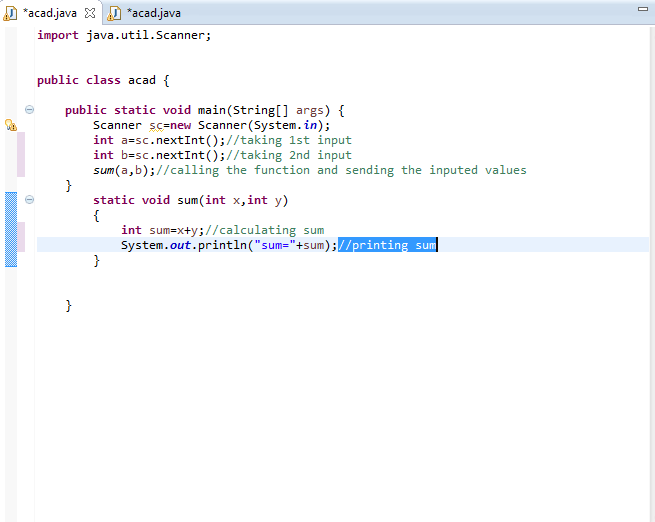 *acad.java *acad.java
import java.util.Scanner;
public class acad {
public static void main(String[] args) {
Scanner sc=new Scanner(System.in);
int a=sc.nextInt();//taking 1st input
int b=sc.nextInt();//taking 2nd input
sum(a,b);//calling the function and sending the inputed values
}
static void sum(int x,int y)
{
int sum=x+y;//calculating sum
System.out.println("sum="+sum);//printing sum
}
}